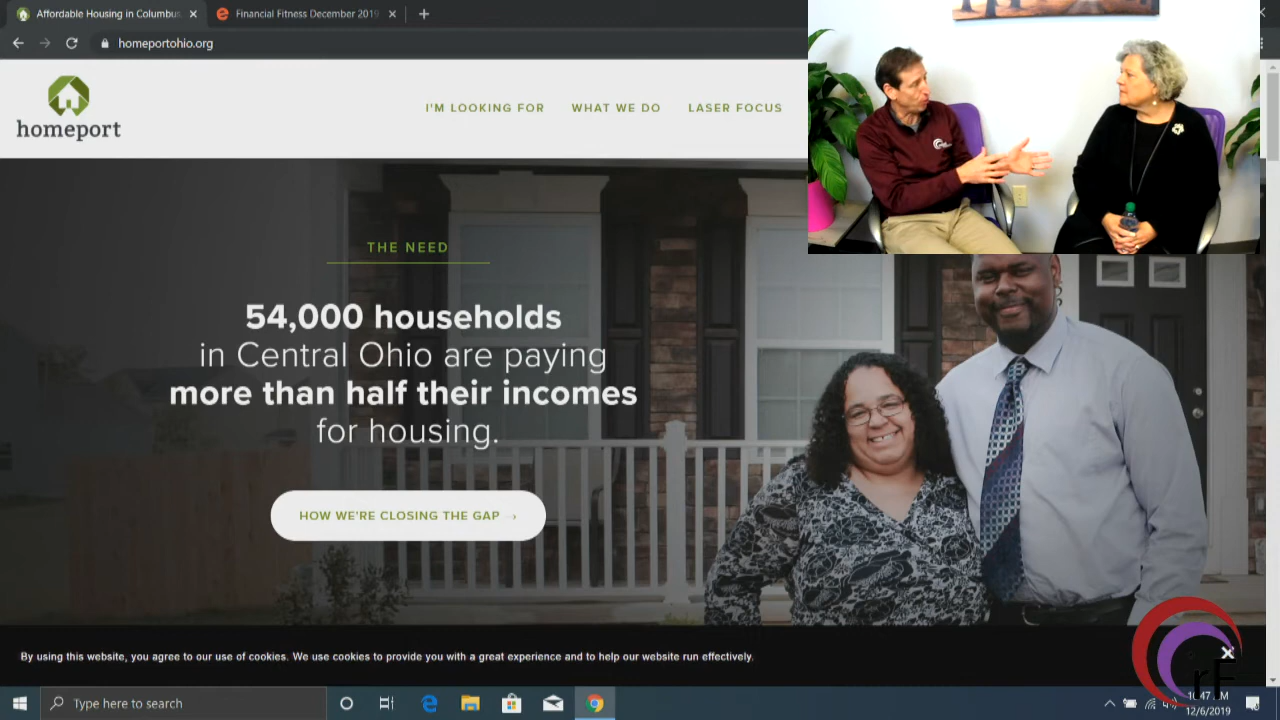 Affordable Housing in Columbus
Financial Fitness December 2019
homeportohio.org
homeport
I'M LOOKING FOR
WHAT WE DO
LASER FOCUS
THE NEED
54,000 households
in Central Ohio are paying
more than half their incomes
for housing.
HOW WE'RE CLOSING THE GAP →
By using this website, you agree to our use of cookies. We use cookies to provide you with a great experience and to help our website run effectively.
rF
Type here to search
12/6/2019